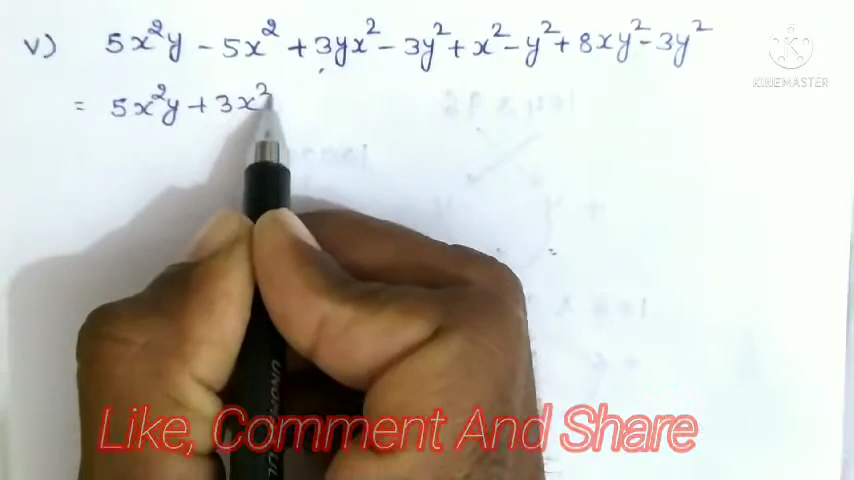 v) 5x²y - 5x² + 3yx² - 3y² + x² - y² + 8xy² - 3y²
KINEMASTER
= 5x²y + 3x²
Like, Comment And Share